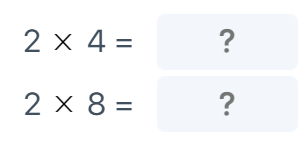 2 × 4 = ?
2 × 8 = ?